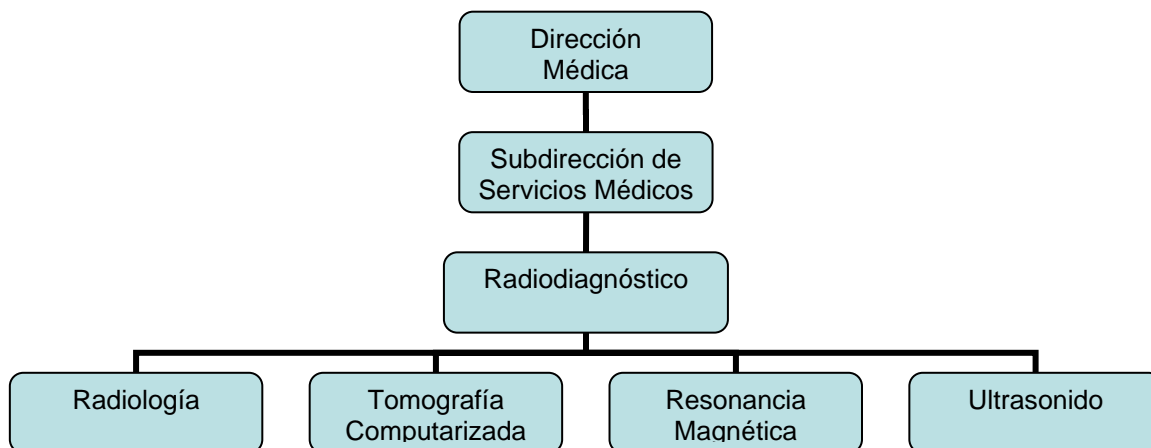 Dirección
Médica
Subdirección de
Servicios Médicos
Radiodiagnóstico
Radiología
Tomografía
Computarizada
Resonancia
Magnética
Ultrasonido